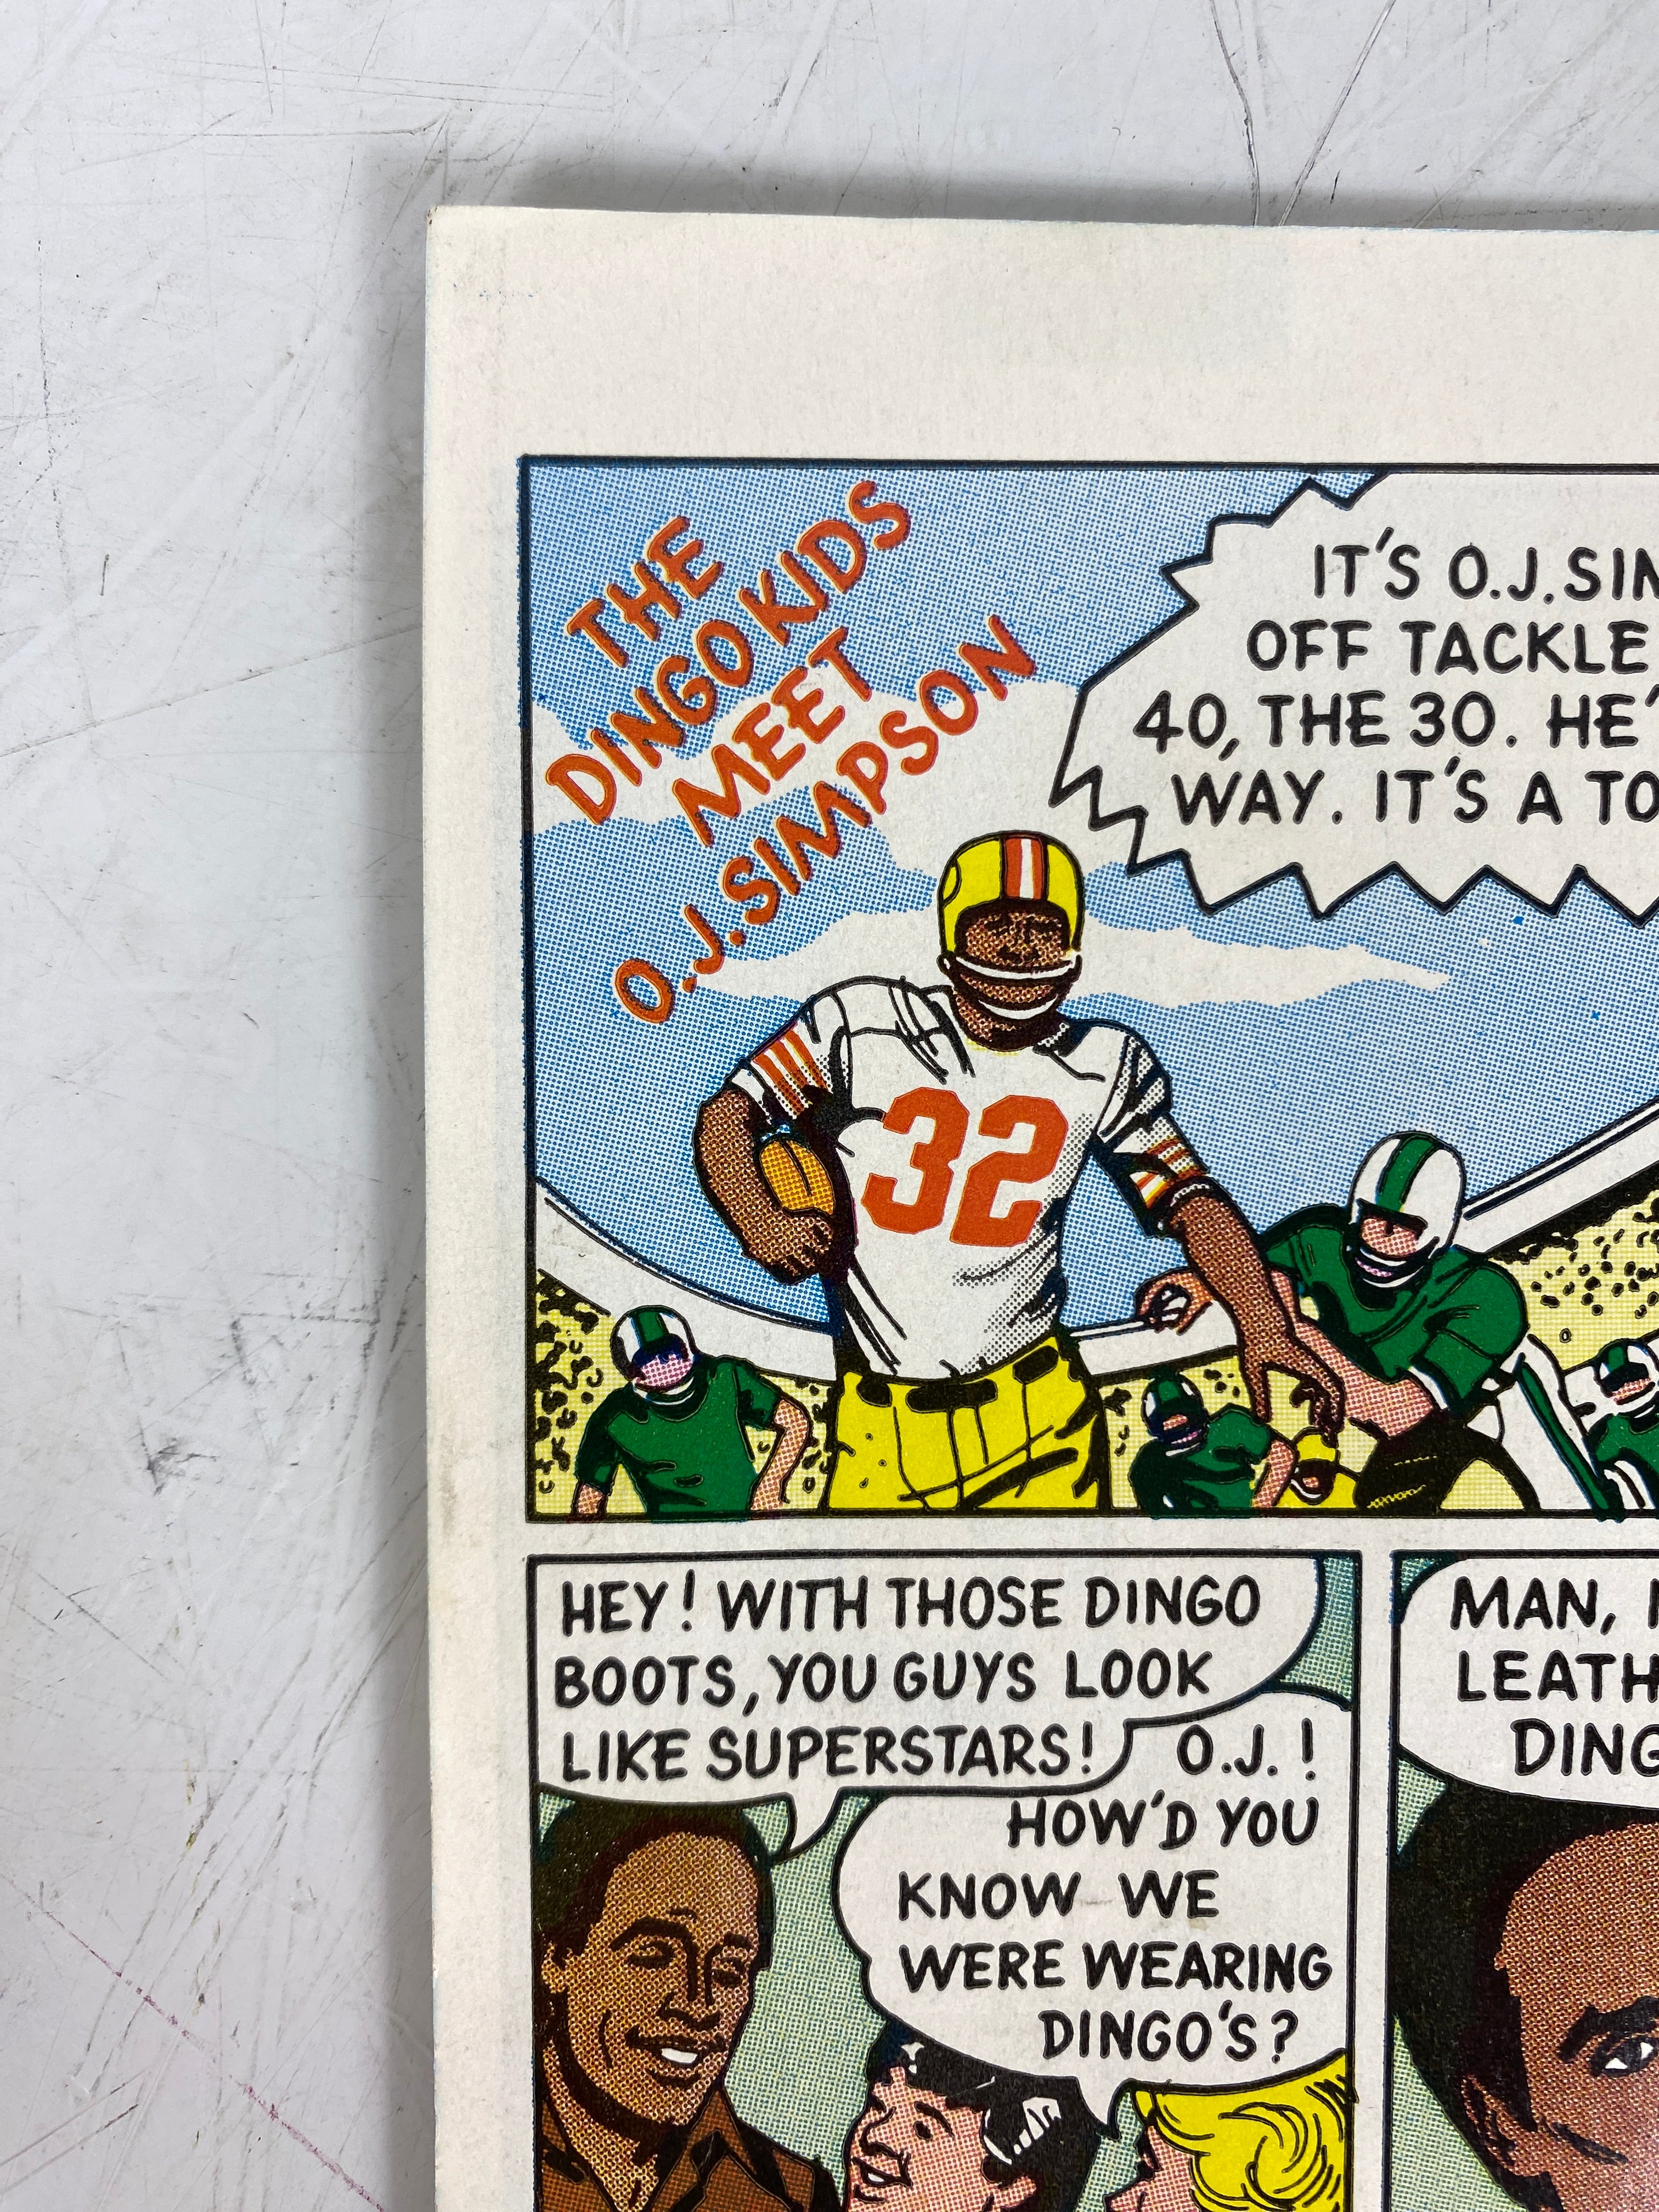 THE
DINGO KIDS
MEET
O.J. SIMPSON
IT'S O.J. SIM
OFF TACKLE
40, THE 30. HE'
WAY. IT'S A TO
32
HEY! WITH THOSE DINGO
BOOTS, YOU GUYS LOOK
LIKE SUPERSTARS!
O.J.!
HOW'D YOU
KNOW WE
WERE WEARING
DINGO'S?
MAN,
LEATH
DING